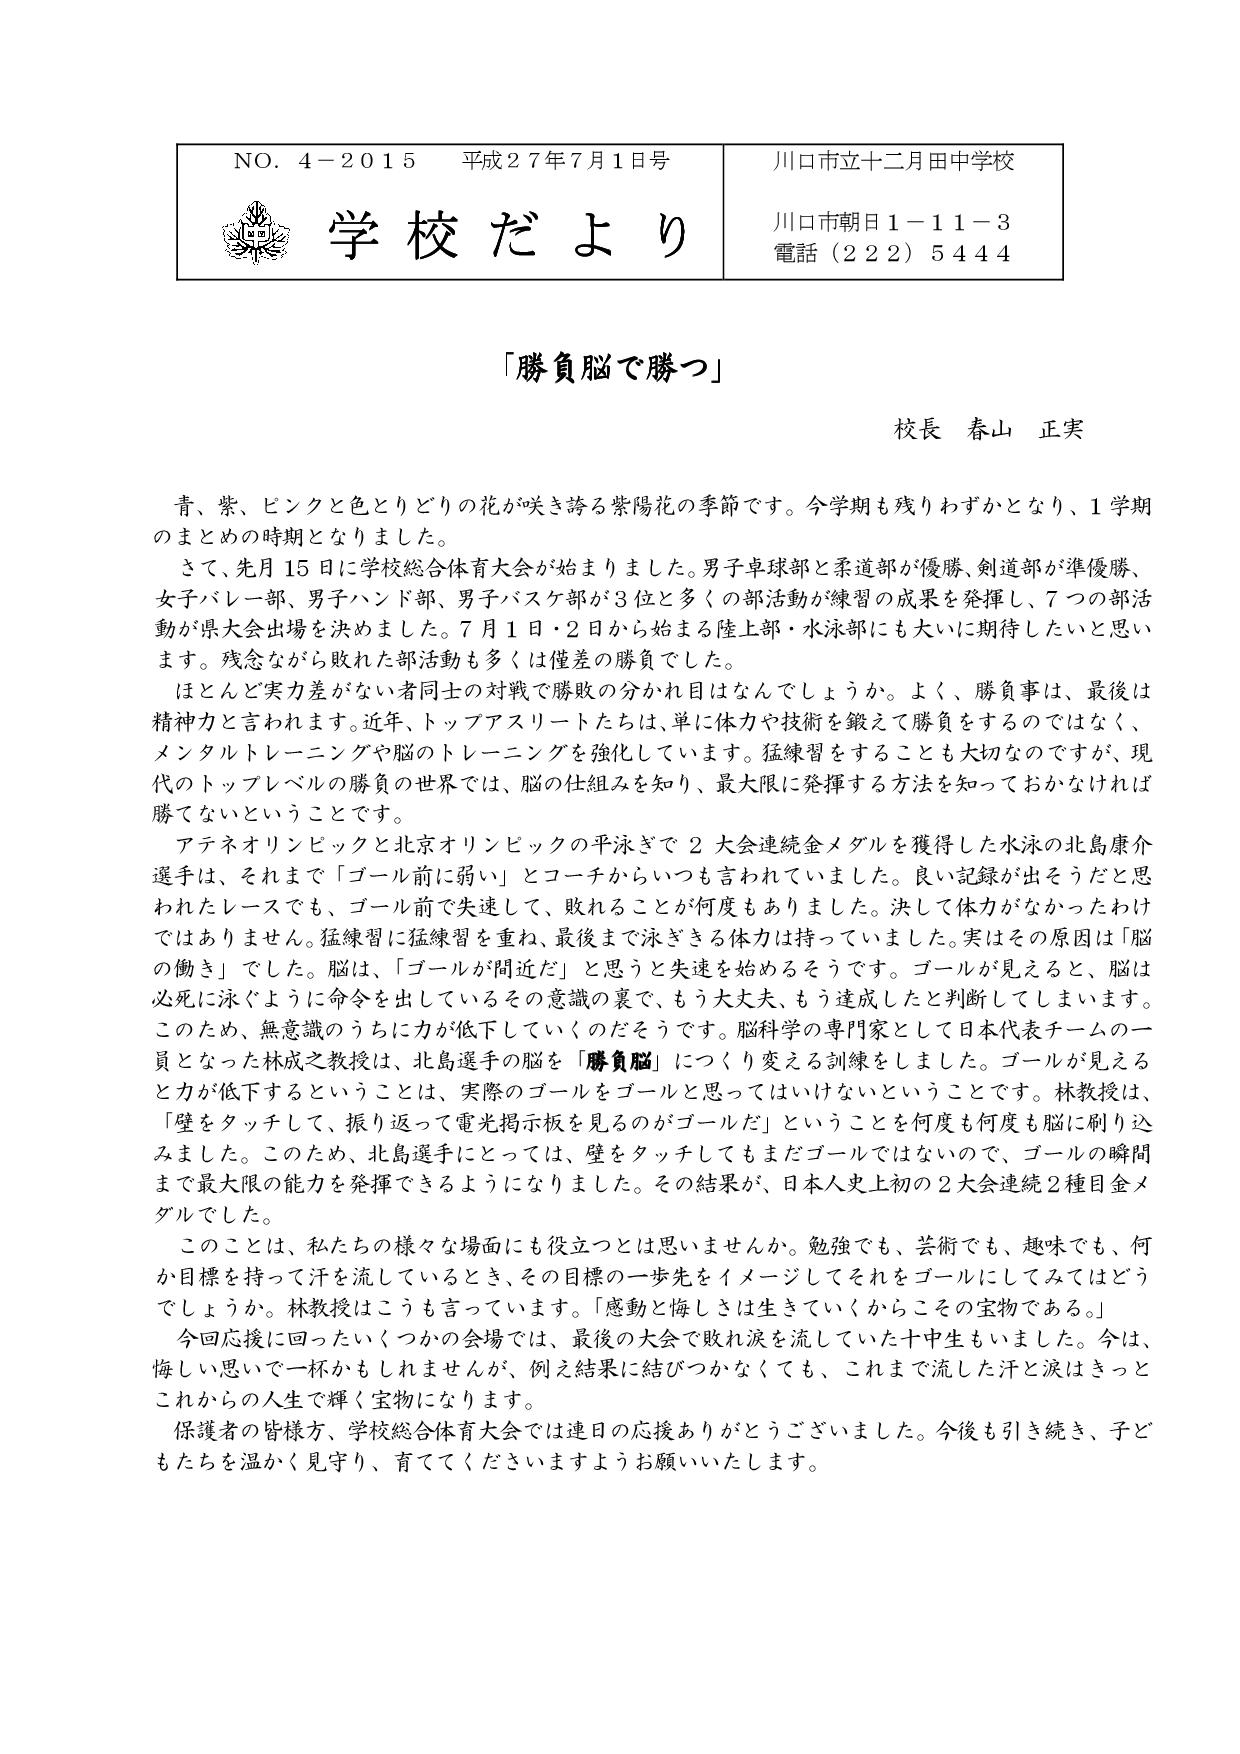 NO. 4－2015　平成27年7月1日号
学校だより
川口市立十二月田中学校
川口市朝日1－11－3
電話（222）5444
「勝負脳で勝つ」
校長　春山　正実
青、紫、ピンクと色とりどりの花が咲き誇る紫陽花の季節です。今学期も残りわずかとなり、1学期
のまとめの時期となりました。
さて、先月 15 日に学校総合体育大会が始まりました。男子卓球部と柔道部が優勝、剣道部が準優勝、
女子バレー部、男子ハンド部、男子バスケ部が3位と多くの部活動が練習の成果を発揮し、7つの部活
動が県大会出場を決めました。7月1日・2日から始まる陸上部・水泳部にも大いに期待したいと思い
ます。残念ながら敗れた部活動も多くは僅差の勝負でした。
ほとんど実力差がない者同士の対戦で勝敗の分かれ目はなんでしょうか。よく、勝負事は、最後は
精神力と言われます。近年、トップアスリートたちは、単に体力や技術を鍛えて勝負をするのではなく、
メンタルトレーニングや脳のトレーニングを強化しています。猛練習をすることも大切なのですが、現
代のトップレベルの勝負の世界では、脳の仕組みを知り、最大限に発揮する方法を知っておかなければ
勝てないということです。
アテネオリンピックと北京オリンピックの平泳ぎで 2 大会連続金メダルを獲得した水泳の北島康介
選手は、それまで「ゴール前に弱い」とコーチからいつも言われていました。良い記録が出そうだと思
われたレースでも、ゴール前で失速して、敗れることが何度もありました。決して体力がなかったわけ
ではありません。猛練習に猛練習を重ね、最後まで泳ぎきる体力は持っていました。実はその原因は「脳
の働き」でした。脳は、「ゴールが間近だ」と思うと失速を始めるそうです。ゴールが見えると、脳は
必死に泳ぐように命令を出しているその意識の裏で、もう大丈夫、もう達成したと判断してしまいます。
このため、無意識のうちに力が低下していくのだそうです。脳科学の専門家として日本代表チームの一
員となった林成之教授は、北島選手の脳を「勝負脳」につくり変える訓練をしました。ゴールが見える
と力が低下するということは、実際のゴールをゴールと思ってはいけないということです。林教授は、
「壁をタッチして、振り返って電光掲示板を見るのがゴールだ」ということを何度も何度も脳に刷り込
みました。このため、北島選手にとっては、壁をタッチしてもまだゴールではないので、ゴールの瞬間
まで最大限の能力を発揮できるようになりました。その結果が、日本人史上初の2大会連続2種目金メ
ダルでした。
このことは、私たちの様々な場面にも役立つとは思いませんか。勉強でも、芸術でも、趣味でも、何
か目標を持って汗を流しているとき、その目標の一歩先をイメージしてそれをゴールにしてみてはどう
でしょうか。林教授はこうも言っています。「感動と悔しさは生きていくからこその宝物である。」
今回応援に回ったいくつかの会場では、最後の大会で敗れ涙を流していた十中生もいました。今は、
悔しい思いで一杯かもしれませんが、例え結果に結びつかなくても、これまで流した汗と涙はきっと
これからの人生で輝く宝物になります。
保護者の皆様方、学校総合体育大会では連日の応援ありがとうございました。今後も引き続き、子ど
もたちを温かく見守り、育ててくださいますようお願いいたします。